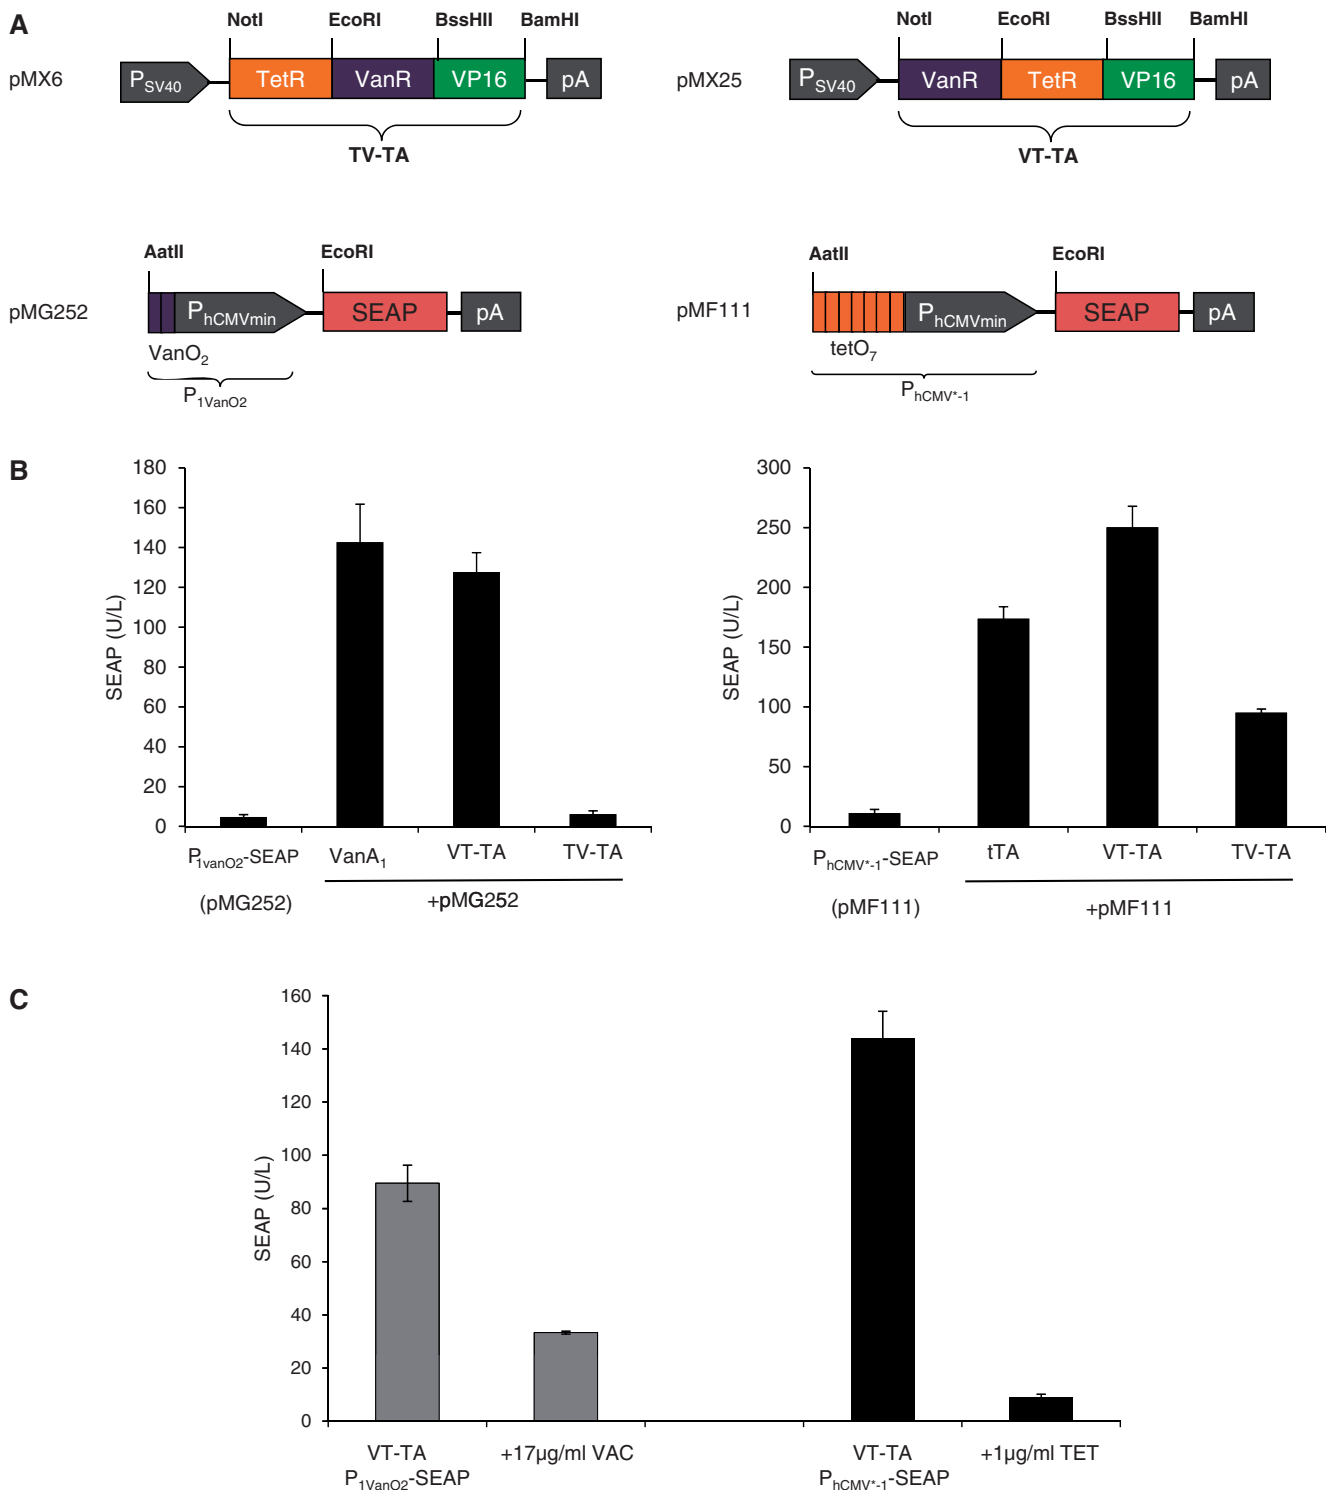 A
NotI EcoRI BssHII BamHI
pMX6 PSV40 TetR VanR VP16 pA
TV-TA
NotI EcoRI BssHII BamHI
pMX25 PSV40 VanR TetR VP16 pA
VT-TA
AatII EcoRI
pMG252 PhCMVmin SEAP pA
VanO2
P1VanO2
AatII EcoRI
pMF111 PhCMVmin SEAP pA
tetO7
PhCMV*-1
B
SEAP (U/L)
180
160
140
120
100
80
60
40
20
0
P1vanO2-SEAP VanA1 VT-TA TV-TA
(pMG252) +pMG252
SEAP (U/L)
300
250
200
150
100
50
0
PhCMV*-1-SEAP tTA VT-TA TV-TA
(pMF111) +pMF111
C
SEAP (U/L)
160
140
120
100
80
60
40
20
0
VT-TA +17µg/ml VAC VT-TA +1µg/ml TET
P1VanO2-SEAP PhCMV*-1-SEAP